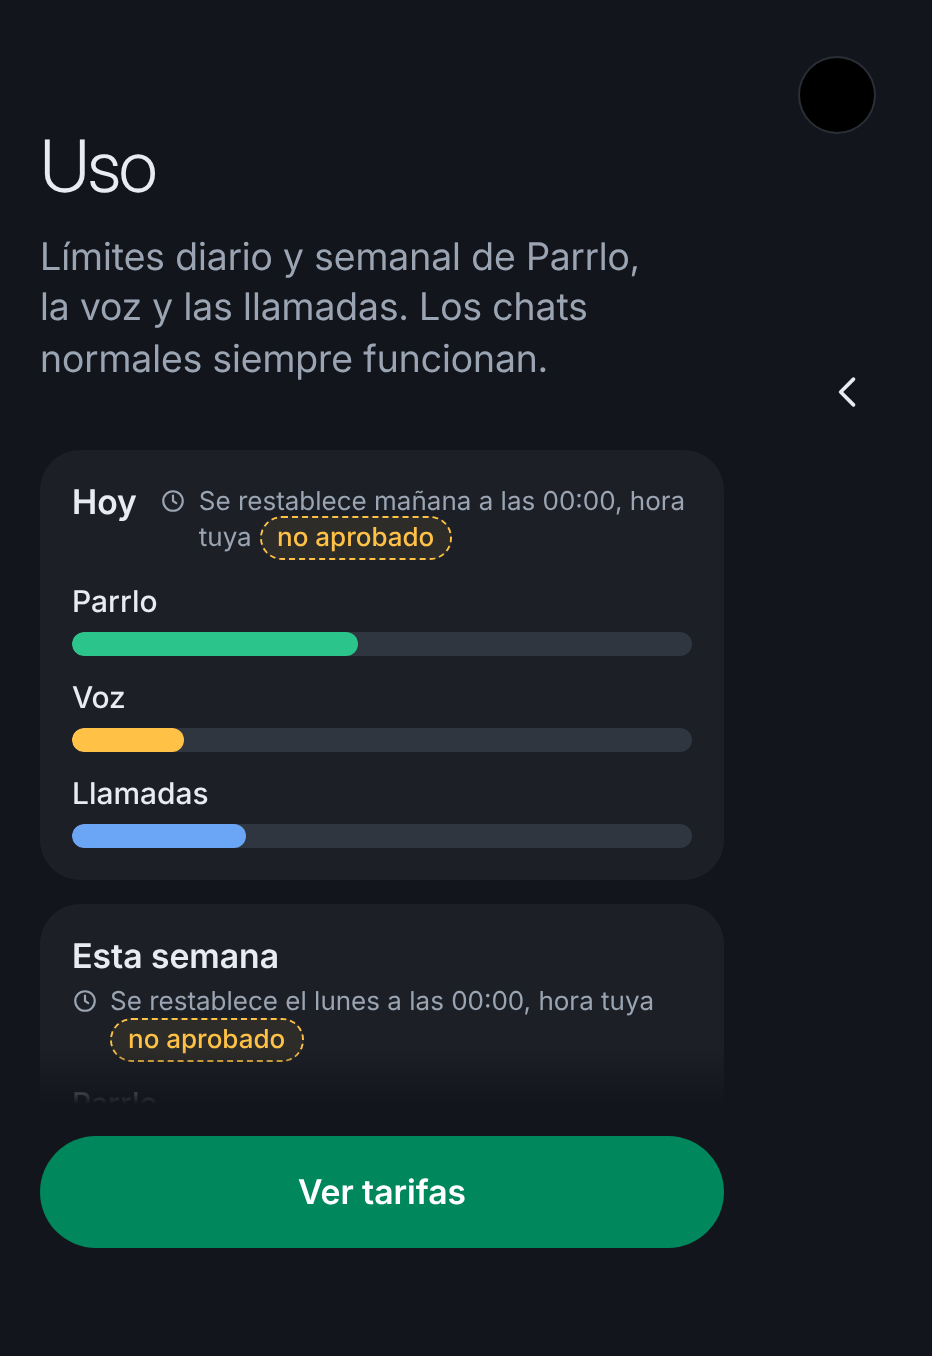 Uso
Límites diario y semanal de Parrlo,
la voz y las llamadas. Los chats
normales siempre funcionan.
Hoy
Se restablece mañana a las 00:00, hora
tuya no aprobado
Parrlo
Voz
Llamadas
Esta semana
Se restablece el lunes a las 00:00, hora tuya
no aprobado
Parrlo
Ver tarifas